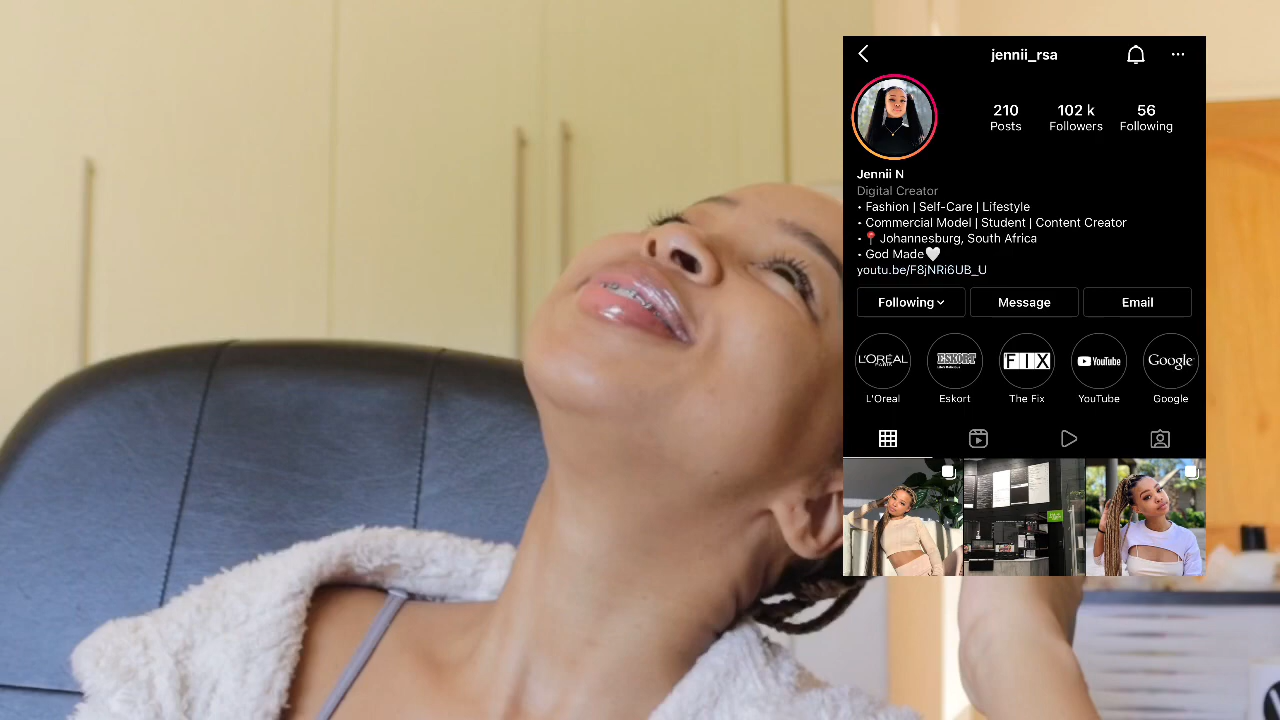 jennii_rsa
210 102 k 56
Posts Followers Following
Jennii N
Digital Creator
• Fashion | Self-Care | Lifestyle
• Commercial Model | Student | Content Creator
• 📍 Johannesburg, South Africa
• God Made🤍
youtu.be/F8jNRi6UB_U
Following Message Email
L'ORÉAL PARIS ESKORT FIX YouTube Google
L'Oreal Eskort The Fix YouTube Google